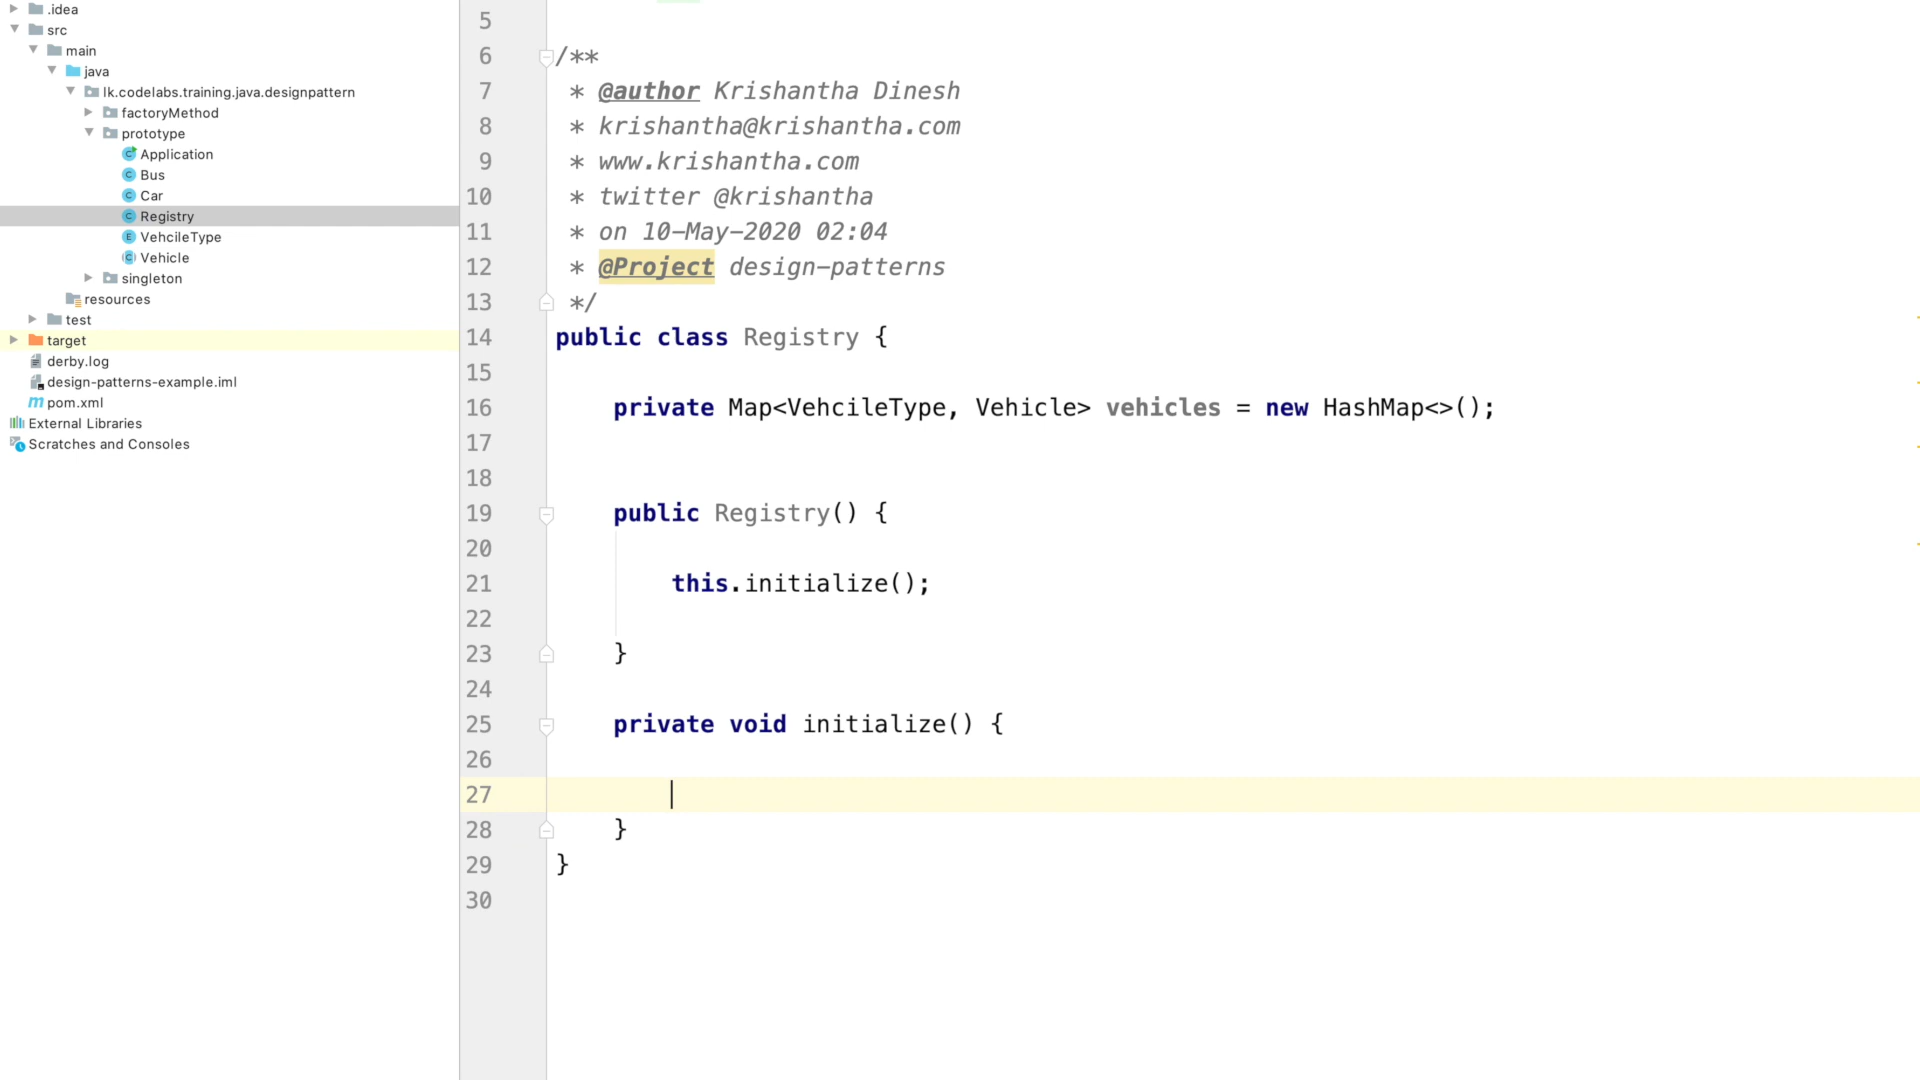 .idea
src
main
java
lk.codelabs.training.java.designpattern
factoryMethod
prototype
Application
Bus
Car
Registry
VehcileType
Vehicle
singleton
resources
test
target
derby.log
design-patterns-example.iml
pom.xml
External Libraries
Scratches and Consoles
5
6 /**
7 * @author Krishantha Dinesh
8 * krishantha@krishantha.com
9 * www.krishantha.com
10 * twitter @krishantha
11 * on 10-May-2020 02:04
12 * @Project design-patterns
13 */
14 public class Registry {
15
16 private Map<VehcileType, Vehicle> vehicles = new HashMap<>();
17
18
19 public Registry() {
20
21 this.initialize();
22
23 }
24
25 private void initialize() {
26
27
28 }
29 }
30